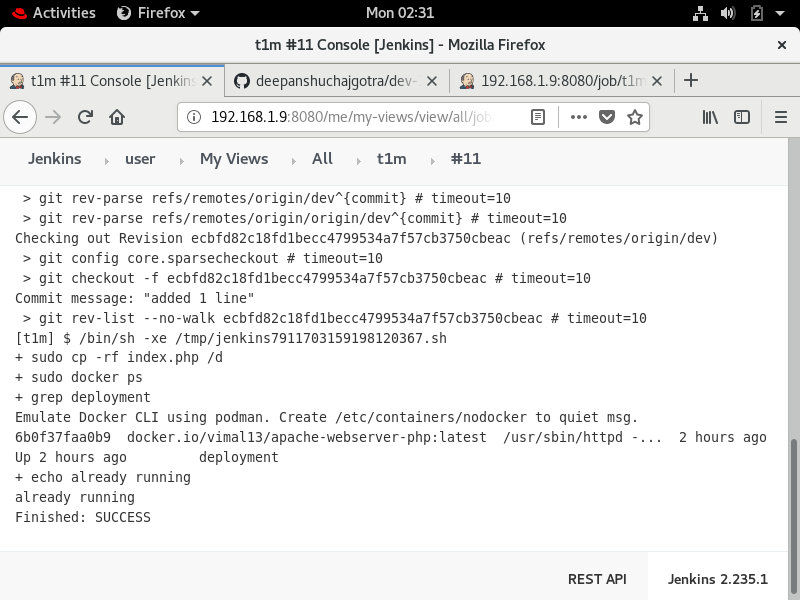 Activities Firefox Mon 02:31
t1m #11 Console [Jenkins] - Mozilla Firefox
t1m #11 Console [Jenkins deepanshuchajgotra/dev- 192.168.1.9:8080/job/t1m
192.168.1.9:8080/me/my-views/view/all/job
Jenkins user My Views All t1m #11
> git rev-parse refs/remotes/origin/dev^{commit} # timeout=10
> git rev-parse refs/remotes/origin/origin/dev^{commit} # timeout=10
Checking out Revision ecbfd82c18fd1becc4799534a7f57cb3750cbeac (refs/remotes/origin/dev)
> git config core.sparsecheckout # timeout=10
> git checkout -f ecbfd82c18fd1becc4799534a7f57cb3750cbeac # timeout=10
Commit message: "added 1 line"
> git rev-list --no-walk ecbfd82c18fd1becc4799534a7f57cb3750cbeac # timeout=10
[t1m] $ /bin/sh -xe /tmp/jenkins7911703159198120367.sh
+ sudo cp -rf index.php /d
+ sudo docker ps
+ grep deployment
Emulate Docker CLI using podman. Create /etc/containers/nodocker to quiet msg.
6b0f37faa0b9  docker.io/vimal13/apache-webserver-php:latest  /usr/sbin/httpd -...  2 hours ago
Up 2 hours ago         deployment
+ echo already running
already running
Finished: SUCCESS
REST API Jenkins 2.235.1